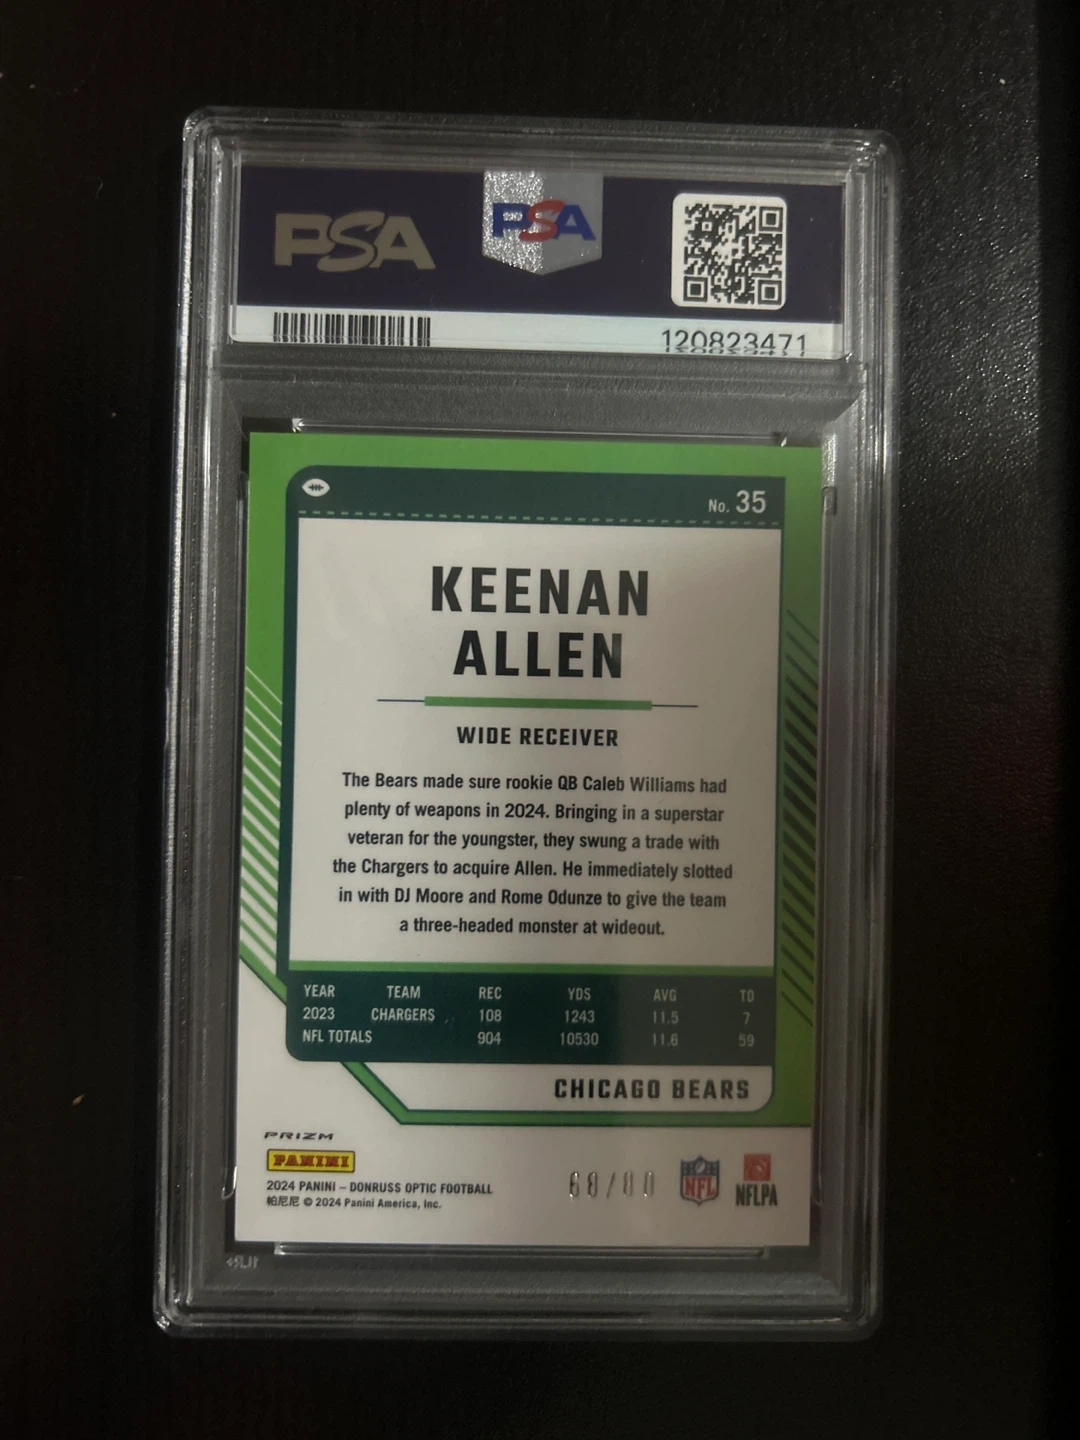 PSA PSA
120823471
No. 35
KEENAN
ALLEN
WIDE RECEIVER
The Bears made sure rookie QB Caleb Williams had
plenty of weapons in 2024. Bringing in a superstar
veteran for the youngster, they swung a trade with
the Chargers to acquire Allen. He immediately slotted
in with DJ Moore and Rome Odunze to give the team
a three-headed monster at wideout.
YEAR TEAM REC YDS AVG TD
2023 CHARGERS 108 1243 11.5 7
NFL TOTALS 904 10530 11.6 59
CHICAGO BEARS
PRIZM
PANINI
2024 PANINI – DONRUSS OPTIC FOOTBALL
帕尼尼 © 2024 Panini America, Inc.
68/80
NFL
NFLPA